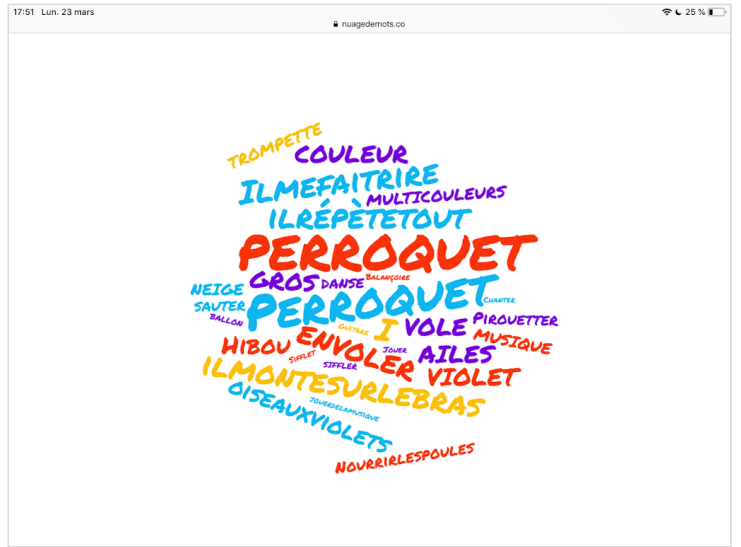 17:51 Lun. 23 mars
25 %
nuagedemots.co
TROMPETTE
COULEUR
ILMEFAITRIRE
MULTICOULEURS
ILRÉPÈTETOUT
PERROQUET
GROS
DANSE
BALANÇOIRE
NEIGE
SAUTER
BALLON
PERROQUET
CHANTER
GUITARE
I
VOLE
PIROUETTER
MUSIQUE
HIBOU
SIFFLET
ENVOLER
SIFFLER
JOUER
AILES
VIOLET
ILMONTESURLEBRAS
OISEAUXVIOLETS
JOUERDELAMUSIQUE
NOURRIRLESPOULES